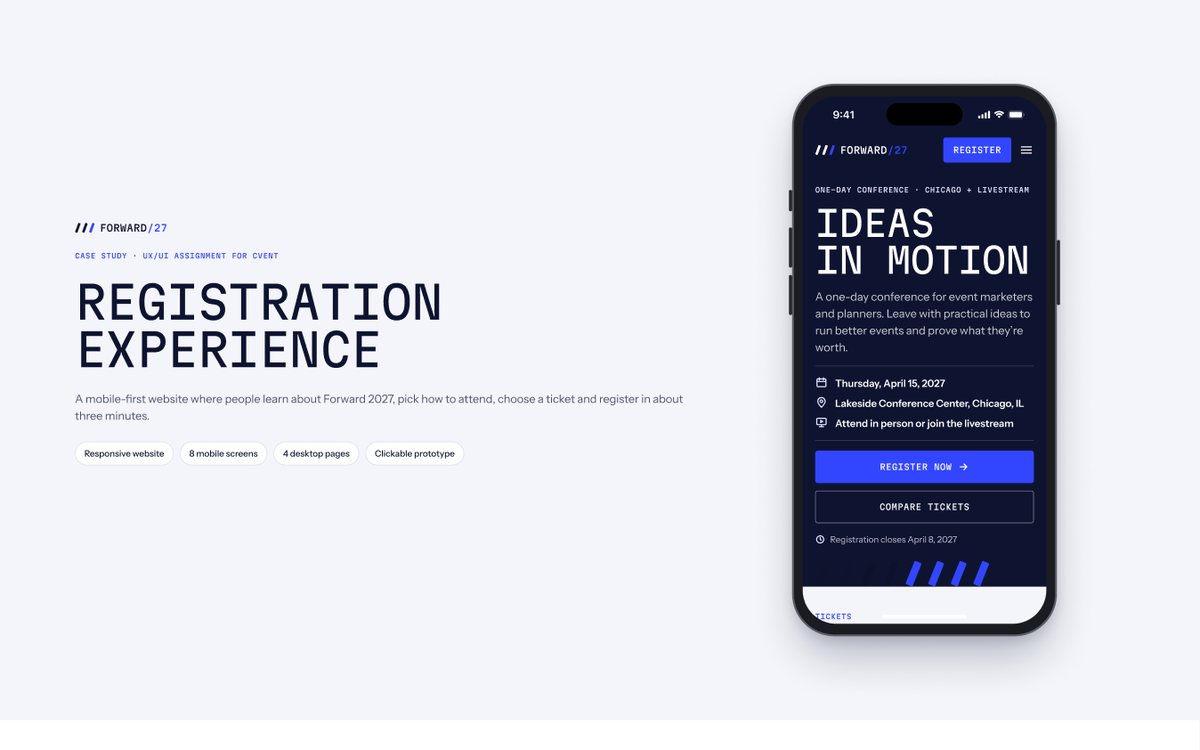 FORWARD/27
CASE STUDY · UX/UI ASSIGNMENT FOR CVENT
REGISTRATION
EXPERIENCE
A mobile-first website where people learn about Forward 2027, pick how to attend, choose a ticket and register in about
three minutes.
Responsive website
8 mobile screens
4 desktop pages
Clickable prototype
9:41
FORWARD/27
REGISTER
ONE-DAY CONFERENCE · CHICAGO + LIVESTREAM
IDEAS
IN MOTION
A one-day conference for event marketers
and planners. Leave with practical ideas to
run better events and prove what they're
worth.
Thursday, April 15, 2027
Lakeside Conference Center, Chicago, IL
Attend in person or join the livestream
REGISTER NOW →
COMPARE TICKETS
Registration closes April 8, 2027
TICKETS